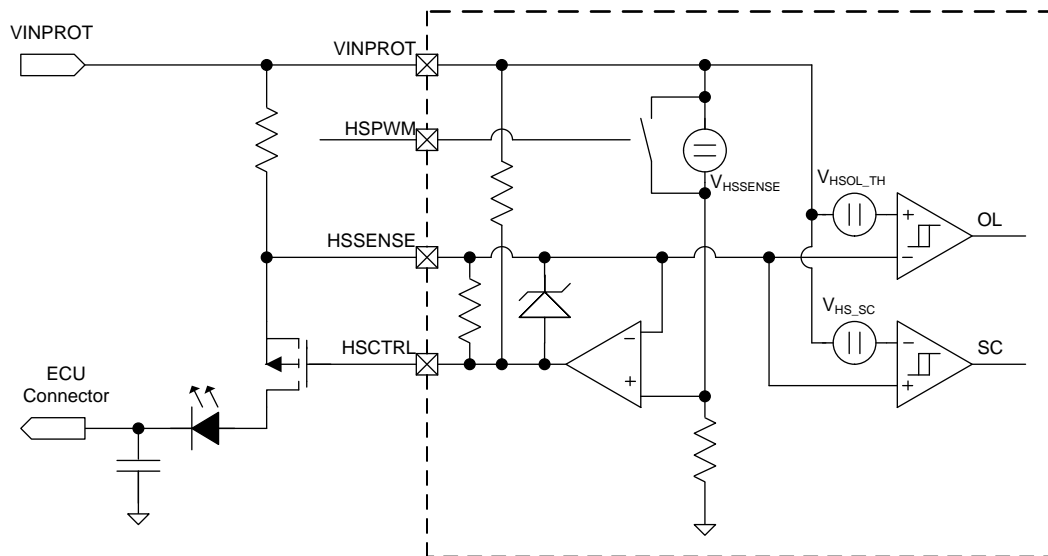 VINPROT
VINPROT
HSPWM
VHSSENSE
VHSOL_TH
OL
HSSENSE
VHS_SC
HSCTRL
SC
ECU
Connector
+
−
−
+
−
+